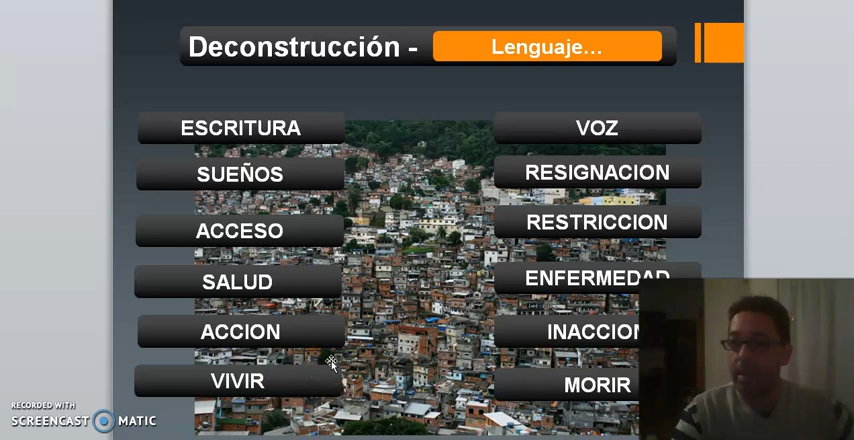 Deconstrucción - Lenguaje...
ESCRITURA VOZ
SUEÑOS RESIGNACION
ACCESO RESTRICCION
SALUD ENFERMEDAD
ACCION INACCION
VIVIR MORIR
RECORDED WITH
SCREENCAST MATIC